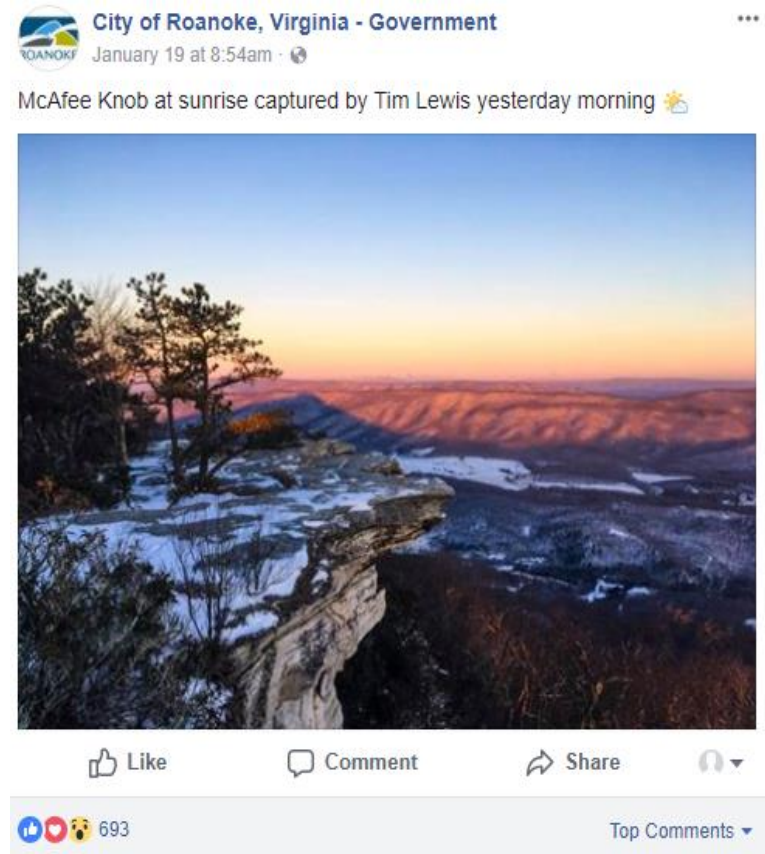 City of Roanoke, Virginia - Government
ROANOKE
January 19 at 8:54am ·
McAfee Knob at sunrise captured by Tim Lewis yesterday morning
Like
Comment
Share
693
Top Comments